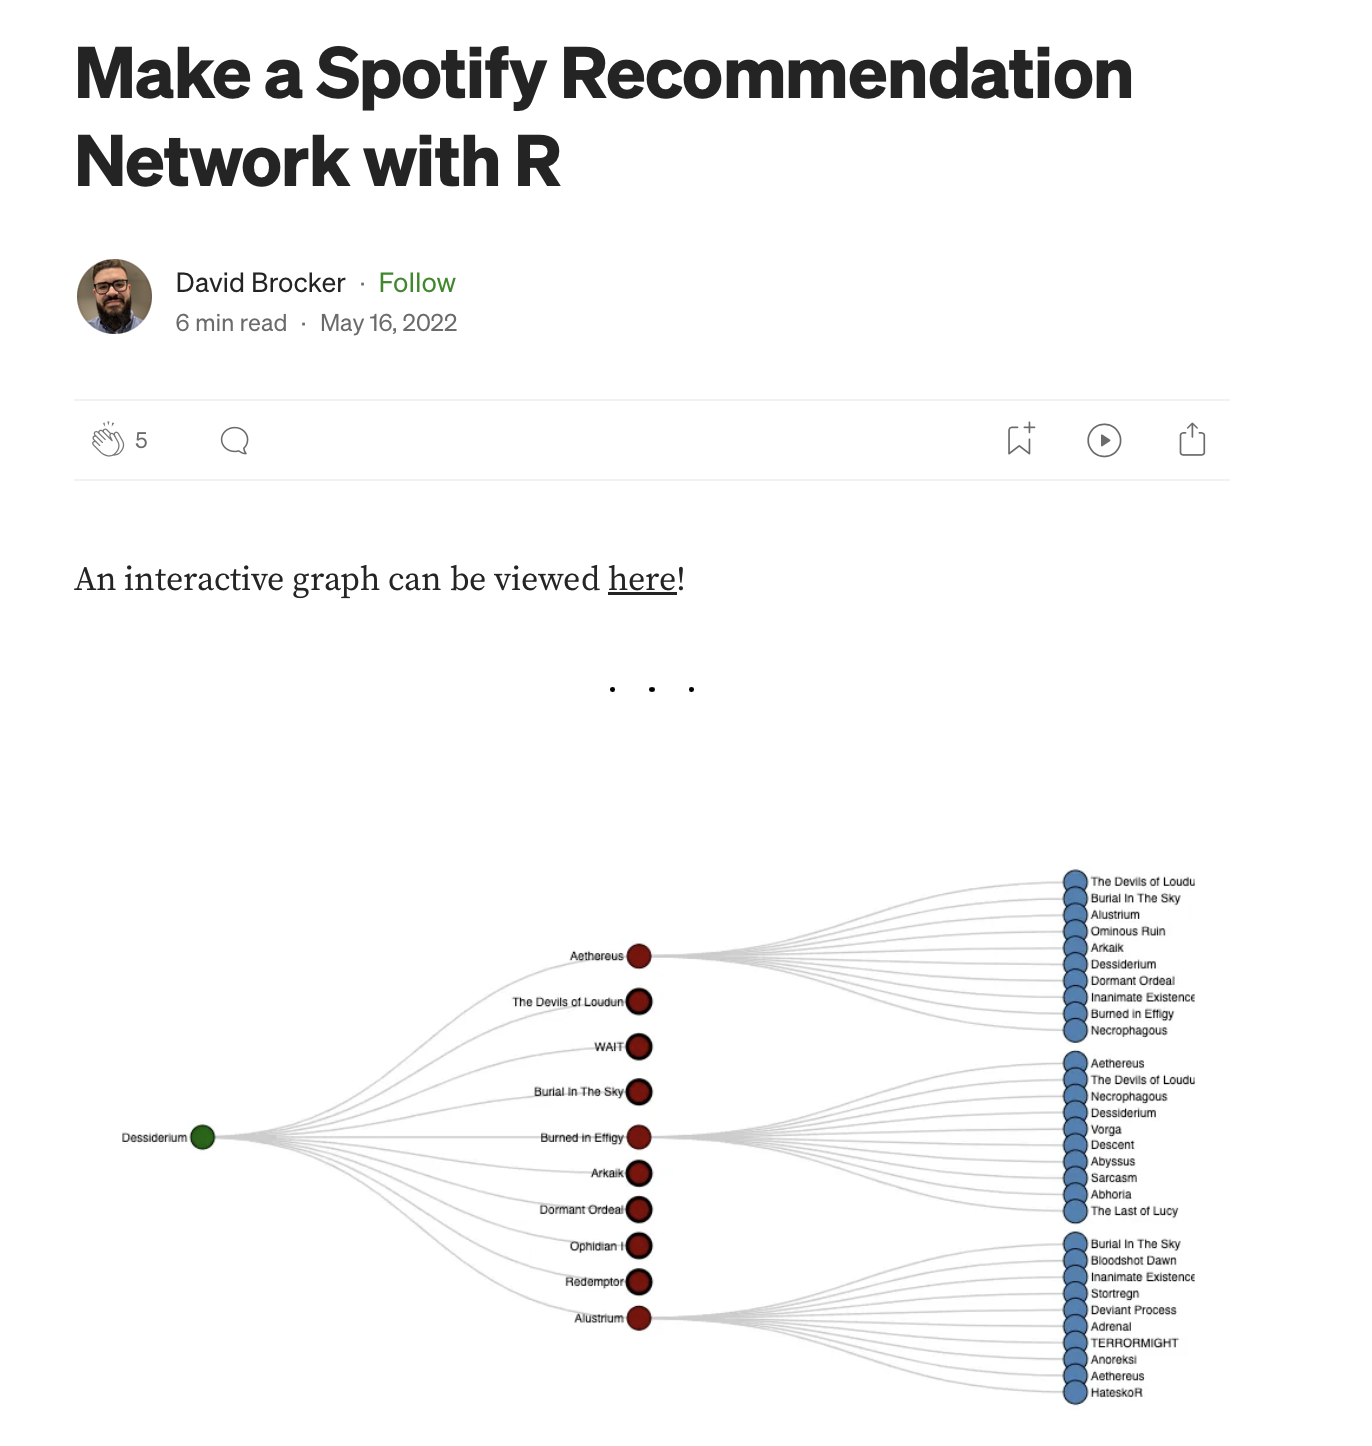 Make a Spotify Recommendation
Network with R
David Brocker · Follow
6 min read · May 16, 2022
5
An interactive graph can be viewed here!
. . .
Dessiderium
Aethereus
The Devils of Loudun
WAIT
Burial In The Sky
Burned in Effigy
Arkaik
Dormant Ordeal
Ophidian I
Redemptor
Alustrium
The Devils of Loudu
Burial In The Sky
Alustrium
Ominous Ruin
Arkaik
Dessiderium
Dormant Ordeal
Inanimate Existence
Burned in Effigy
Necrophagous
Aethereus
The Devils of Loudu
Necrophagous
Dessiderium
Vorga
Descent
Abyssus
Sarcasm
Abhoria
The Last of Lucy
Burial In The Sky
Bloodshot Dawn
Inanimate Existence
Stortregn
Deviant Process
Adrenal
TERRORMIGHT
Anoreksi
Aethereus
HateskoR